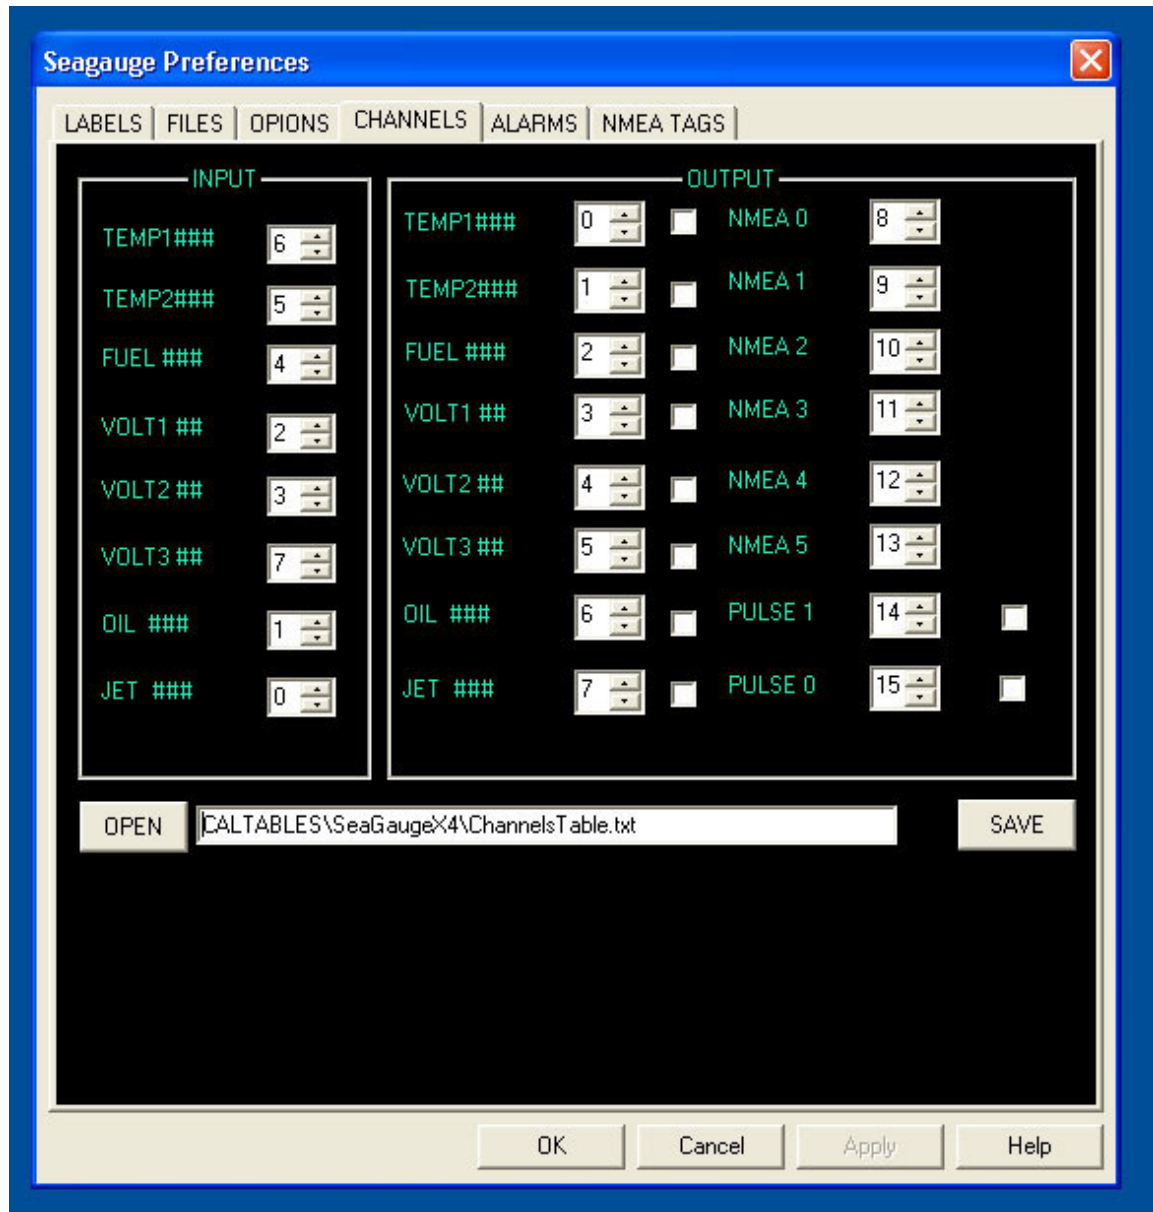 Seagauge Preferences
LABELS FILES OPIONS CHANNELS ALARMS NMEA TAGS
INPUT
TEMP1### 6
TEMP2### 5
FUEL ### 4
VOLT1 ## 2
VOLT2 ## 3
VOLT3 ## 7
OIL ### 1
JET ### 0
OUTPUT
TEMP1### 0 NMEA 0 8
TEMP2### 1 NMEA 1 9
FUEL ### 2 NMEA 2 10
VOLT1 ## 3 NMEA 3 11
VOLT2 ## 4 NMEA 4 12
VOLT3 ## 5 NMEA 5 13
OIL ### 6 PULSE 1 14
JET ### 7 PULSE 0 15
OPEN CALTABLES\SeaGaugeX4\ChannelsTable.txt SAVE
OK Cancel Apply Help